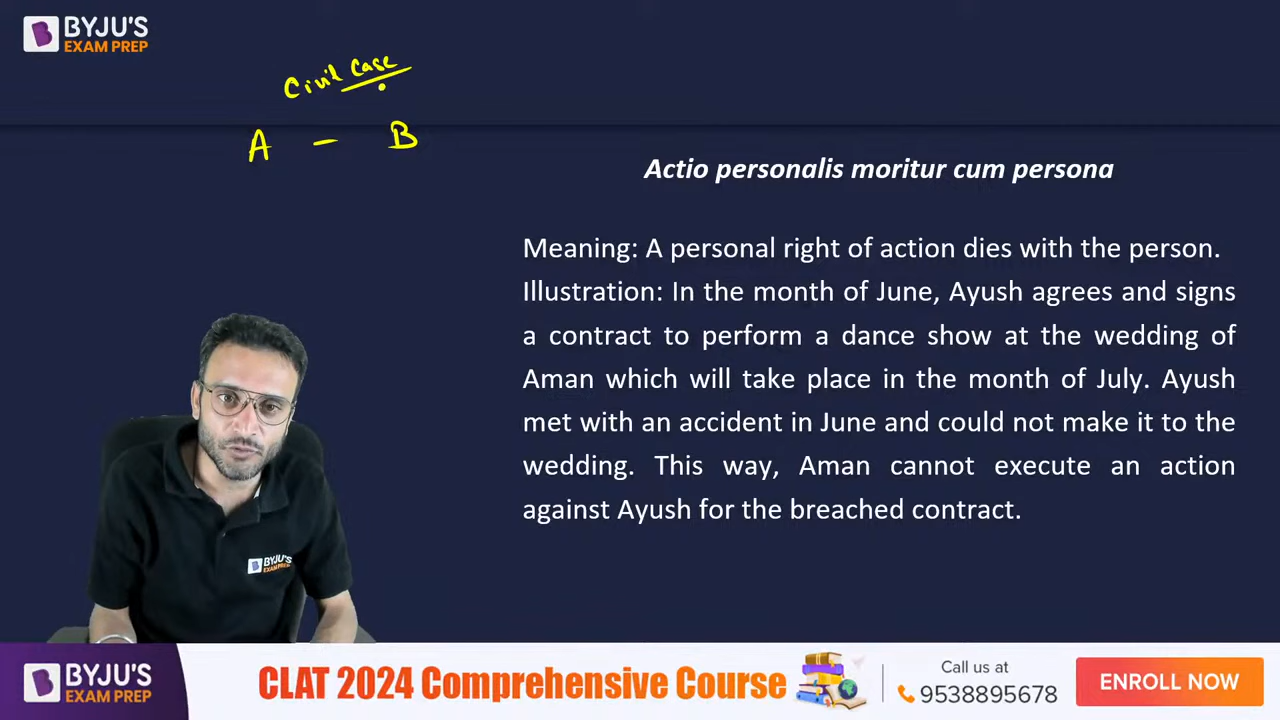 BYJU'S
EXAM PREP
Civil Case
A - B
Actio personalis moritur cum persona
Meaning: A personal right of action dies with the person.
Illustration: In the month of June, Ayush agrees and signs
a contract to perform a dance show at the wedding of
Aman which will take place in the month of July. Ayush
met with an accident in June and could not make it to the
wedding. This way, Aman cannot execute an action
against Ayush for the breached contract.
BYJU'S
EXAM PREP
BYJU'S
EXAM PREP
CLAT 2024 Comprehensive Course
Call us at
9538895678
ENROLL NOW